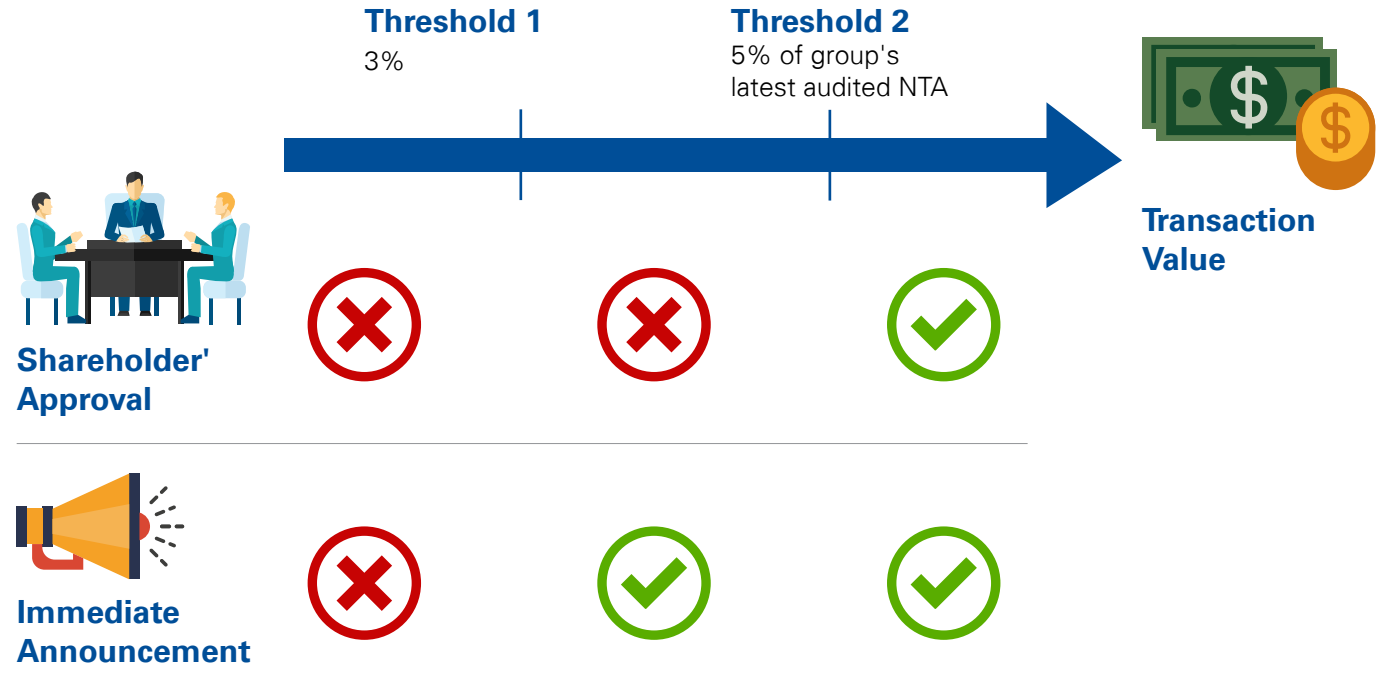 Threshold 1
3%
Threshold 2
5% of group's
latest audited NTA
$
$
Transaction
Value
Shareholder'
Approval
Immediate
Announcement